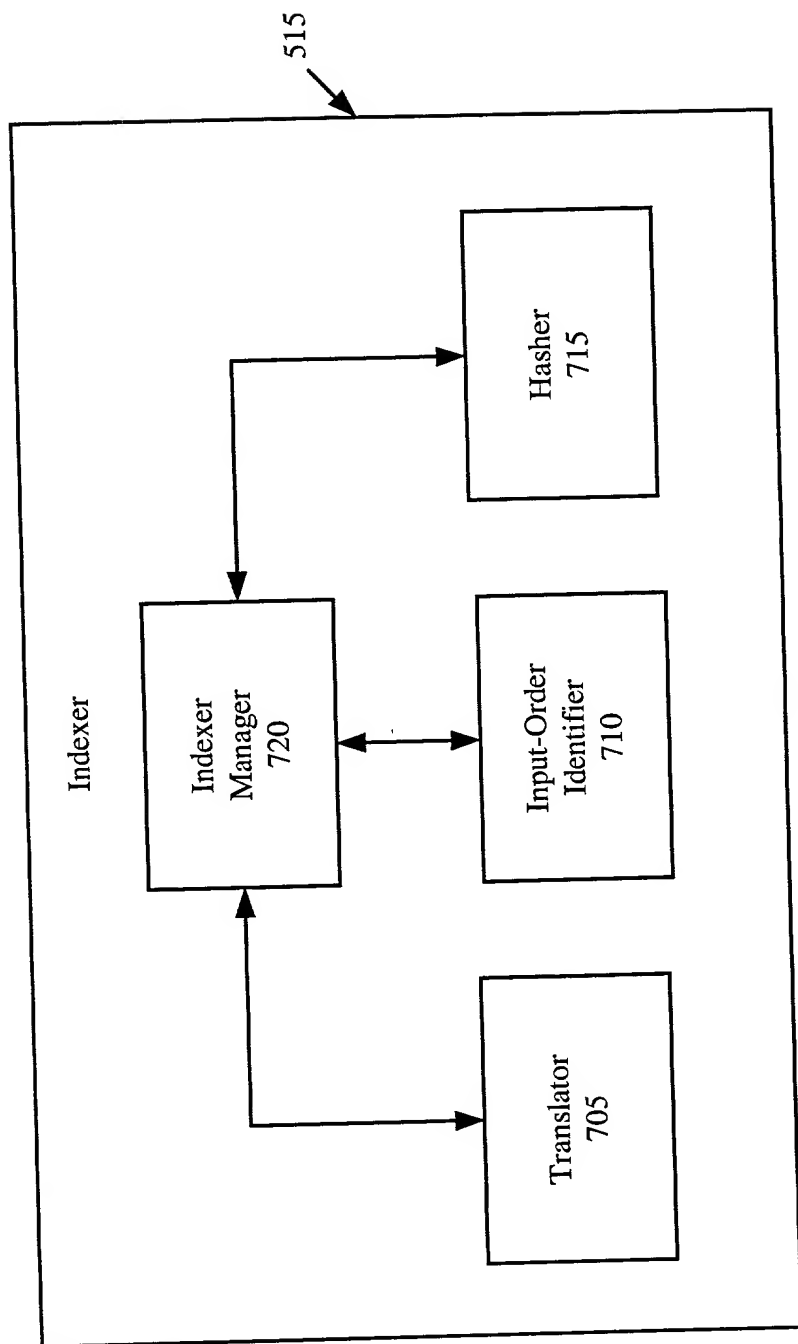 515
Indexer
Indexer
Manager
720
Translator
705
Input-Order
Identifier
710
Hasher
715